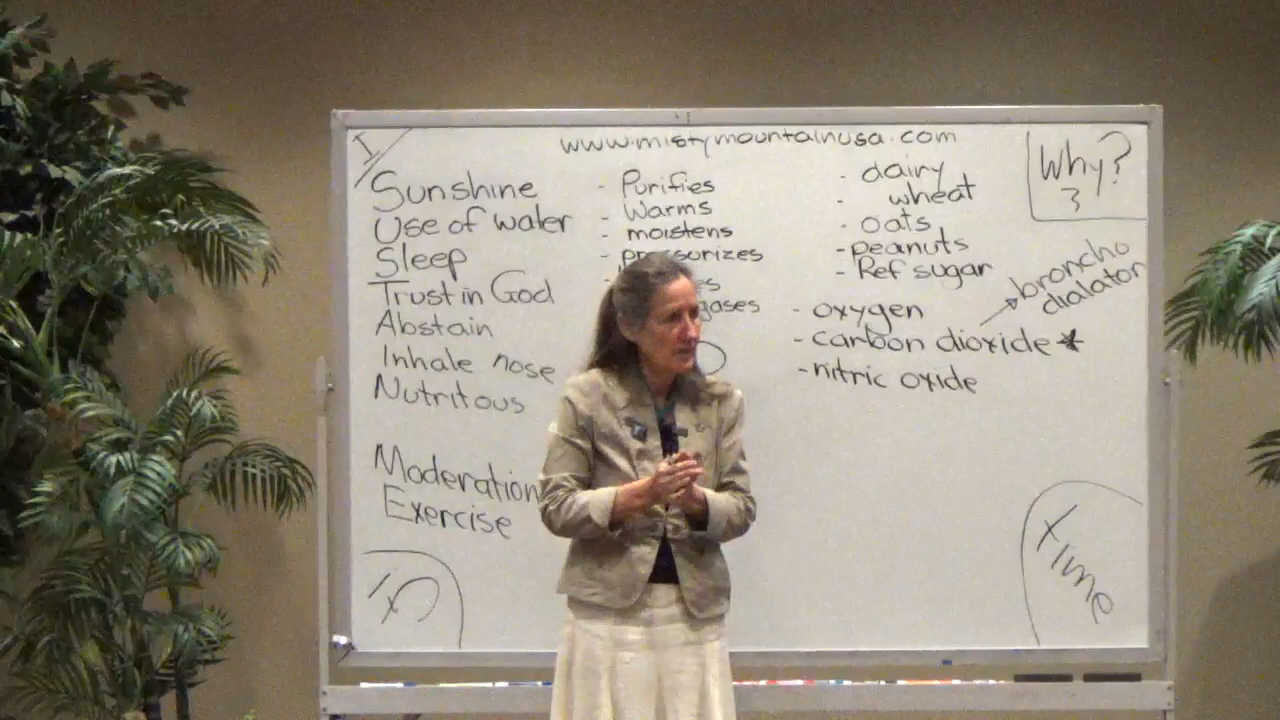 I
www.mistymountainusa.com
Why?
3
Sunshine
Use of water
Sleep
Trust in God
Abstain
Inhale nose
Nutritous
Moderation
Exercise
- Purifies
- Warms
- moistens
gases
- dairy
- wheat
- oats
- peanuts
- Ref sugar
- oxygen
- carbon dioxide *
broncho
dialator
- nitric oxide
Time